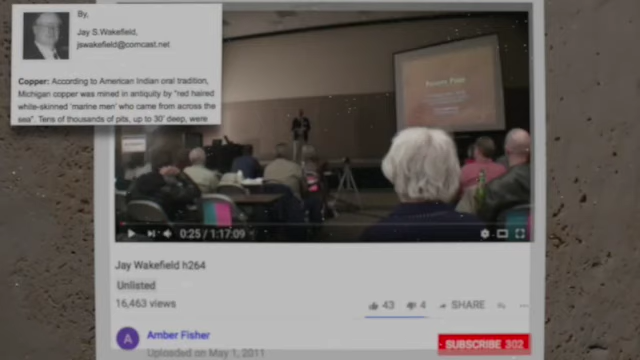 By,
Jay S.Wakefield,
jswakefield@comcast.net
Copper: According to American Indian oral tradition,
Michigan copper was mined in antiquity by "red haired
white-skinned 'marine men' who came from across the
sea". Tens of thousands of pits, up to 30' deep, were
0:25 / 1:17:09
Jay Wakefield h264
Unlisted
16,463 views
43
4
SHARE
A
Amber Fisher
SUBSCRIBE 302
Uploaded on May 1, 2011